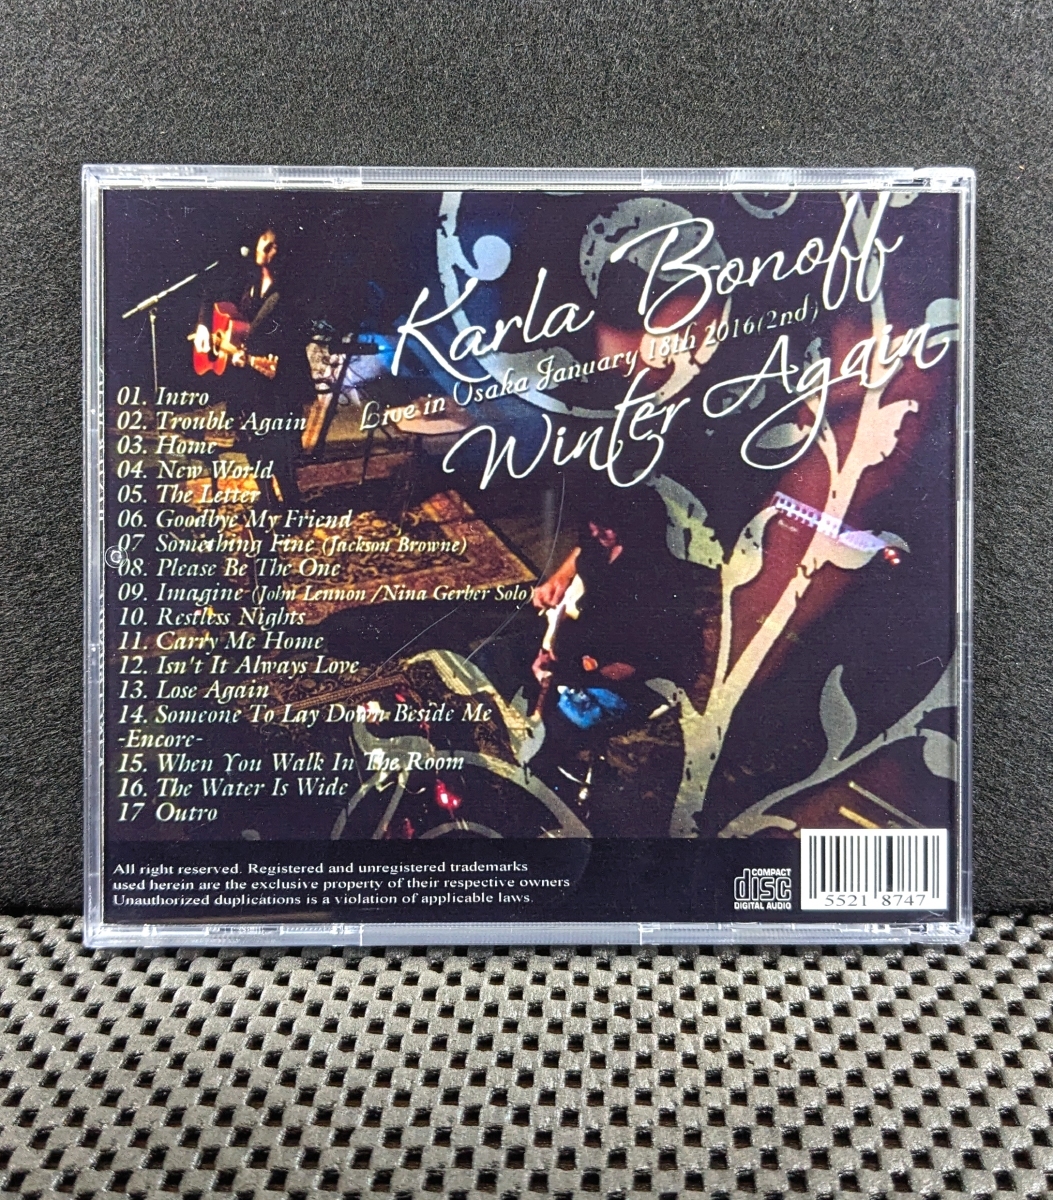 Karla Bonoff
Live in Osaka January 18th 2016(2nd)
Winter Again
01. Intro
02. Trouble Again
03. Home
04. New World
05. The Letter
06. Goodbye My Friend
07 Something Fine (Jackson Browne)
08. Please Be The One
09. Imagine (John Lennon /Nina Gerber Solo)
10. Restless Nights
11. Carry Me Home
12. Isn't It Always Love
13. Lose Again
14. Someone To Lay Down Beside Me
-Encore-
15. When You Walk In The Room
16. The Water Is Wide
17 Outro
All right reserved. Registered and unregistered trademarks
used herein are the exclusive property of their respective owners
Unauthorized duplications is a violation of applicable laws.
COMPACT
disc
DIGITAL AUDIO
5521 8747